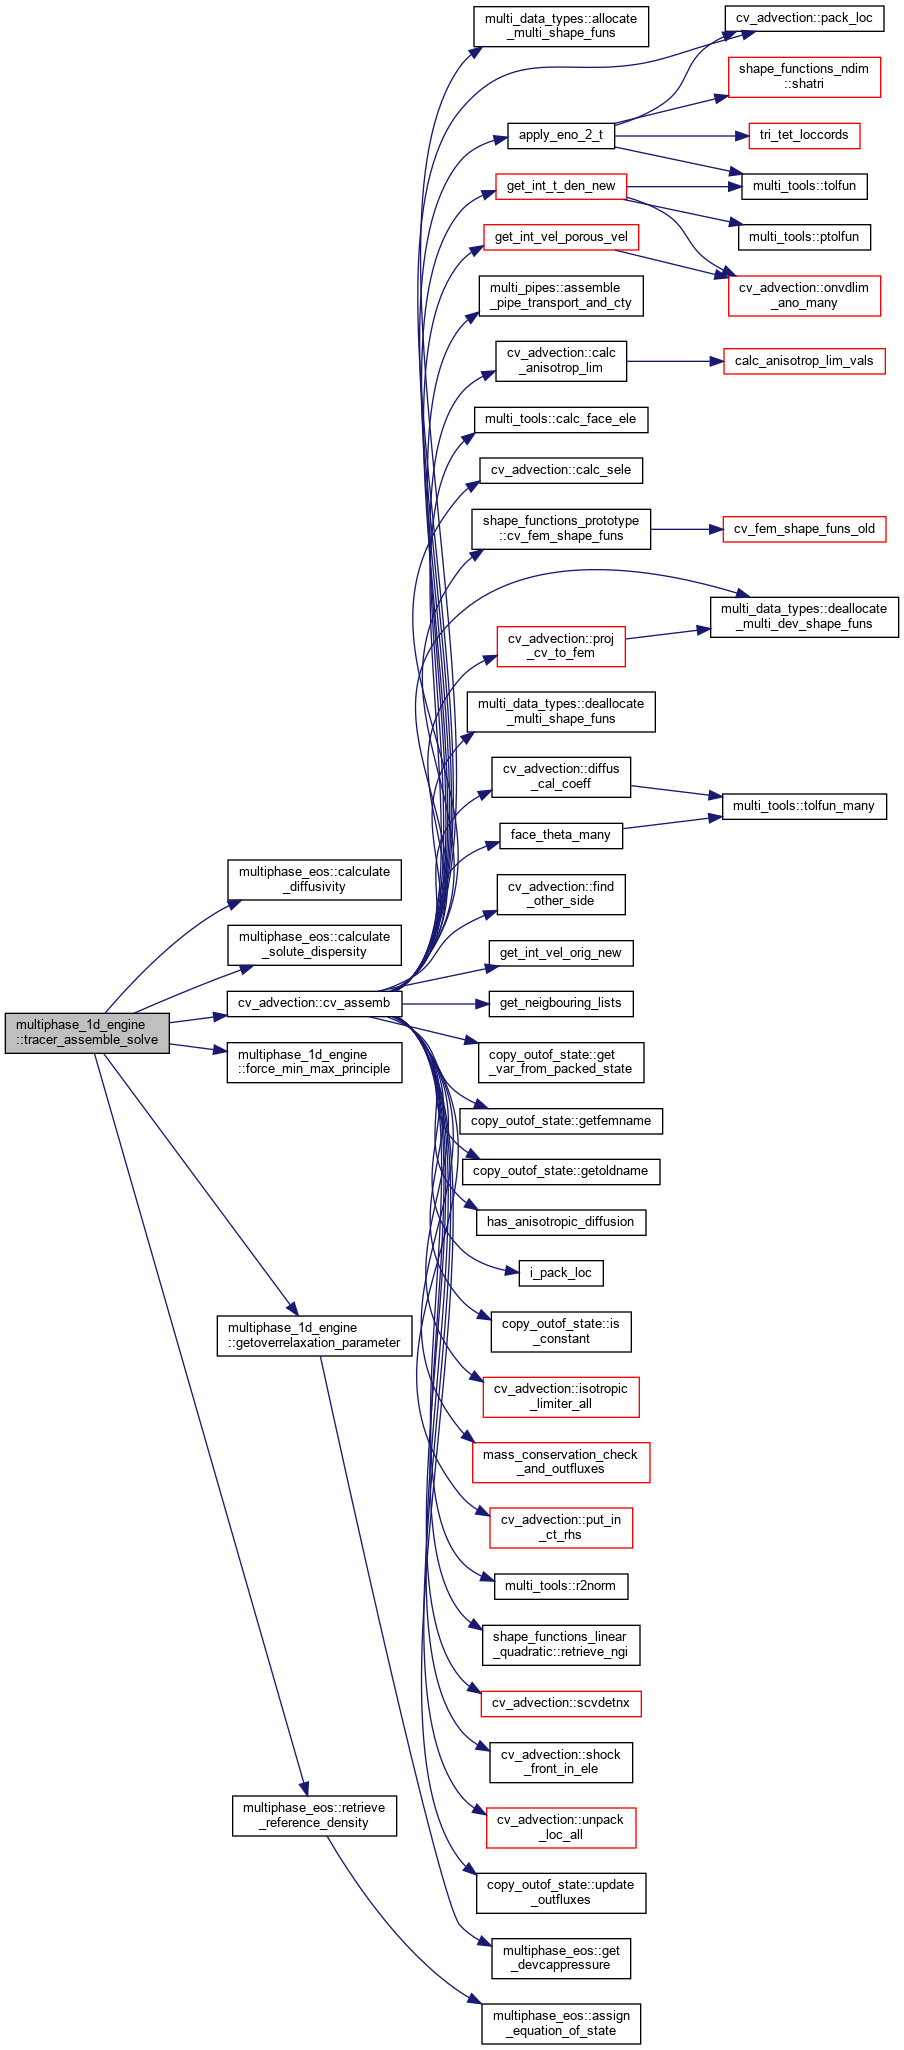 multi_data_types::allocate
_multi_shape_funs
cv_advection::pack_loc
shape_functions_ndim
::shatri
apply_eno_2_t
tri_tet_loccords
get_int_t_den_new
multi_tools::tolfun
get_int_vel_porous_vel
multi_tools::ptolfun
multi_pipes::assemble
_pipe_transport_and_cty
cv_advection::onvdlim
_ano_many
cv_advection::calc
_anisotrop_lim
calc_anisotrop_lim_vals
multi_tools::calc_face_ele
cv_advection::calc_sele
shape_functions_prototype
::cv_fem_shape_funs
cv_fem_shape_funs_old
multi_data_types::deallocate
_multi_dev_shape_funs
cv_advection::proj
_cv_to_fem
multi_data_types::deallocate
_multi_shape_funs
cv_advection::diffus
_cal_coeff
multi_tools::tolfun_many
face_theta_many
multiphase_eos::calculate
_diffusivity
cv_advection::find
_other_side
multiphase_eos::calculate
_solute_dispersity
get_int_vel_orig_new
cv_advection::cv_assemb
get_neigbouring_lists
multiphase_1d_engine
::tracer_assemble_solve
multiphase_1d_engine
::force_min_max_principle
copy_outof_state::get
_var_from_packed_state
copy_outof_state::getfemname
copy_outof_state::getoldname
has_anisotropic_diffusion
i_pack_loc
multiphase_1d_engine
::getoverrelaxation_parameter
copy_outof_state::is
_constant
cv_advection::isotropic
_limiter_all
mass_conservation_check
_and_outfluxes
cv_advection::put_in
_ct_rhs
multi_tools::r2norm
shape_functions_linear
_quadratic::retrieve_ngi
cv_advection::scvdetnx
cv_advection::shock
_front_in_ele
multiphase_eos::retrieve
_reference_density
cv_advection::unpack
_loc_all
copy_outof_state::update
_outfluxes
multiphase_eos::get
_devcappressure
multiphase_eos::assign
_equation_of_state